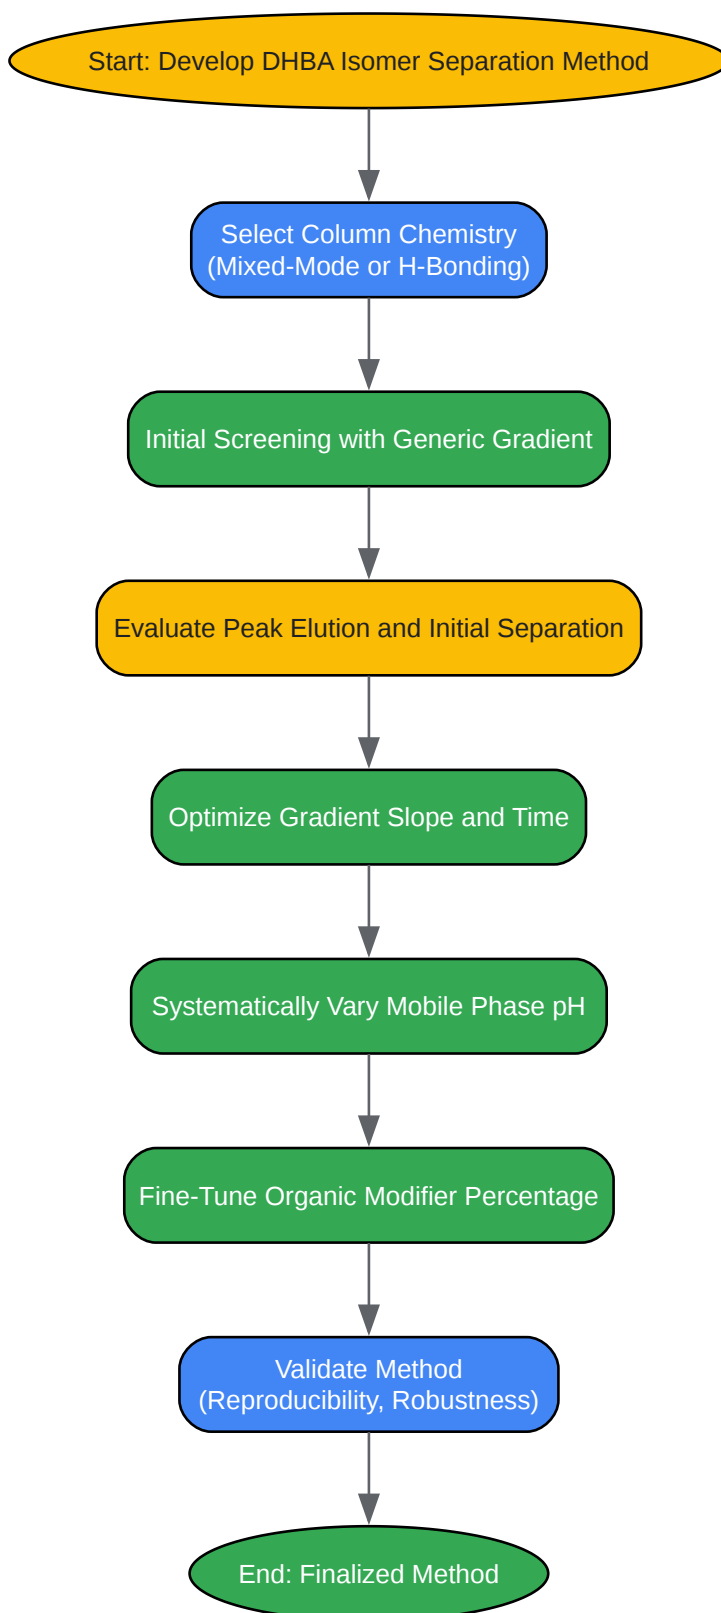 Start: Develop DHBA Isomer Separation Method
Select Column Chemistry
(Mixed-Mode or H-Bonding)
Initial Screening with Generic Gradient
Evaluate Peak Elution and Initial Separation
Optimize Gradient Slope and Time
Systematically Vary Mobile Phase pH
Fine-Tune Organic Modifier Percentage
Validate Method
(Reproducibility, Robustness)
End: Finalized Method